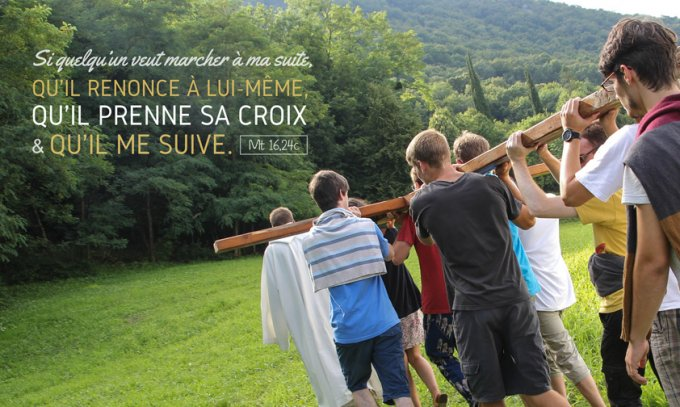 Si quelqu'un veut marcher à ma suite,
QU'IL RENONCE À LUI-MÊME,
QU'IL PRENNE SA CROIX
& QU'IL ME SUIVE. Mt 16,24c